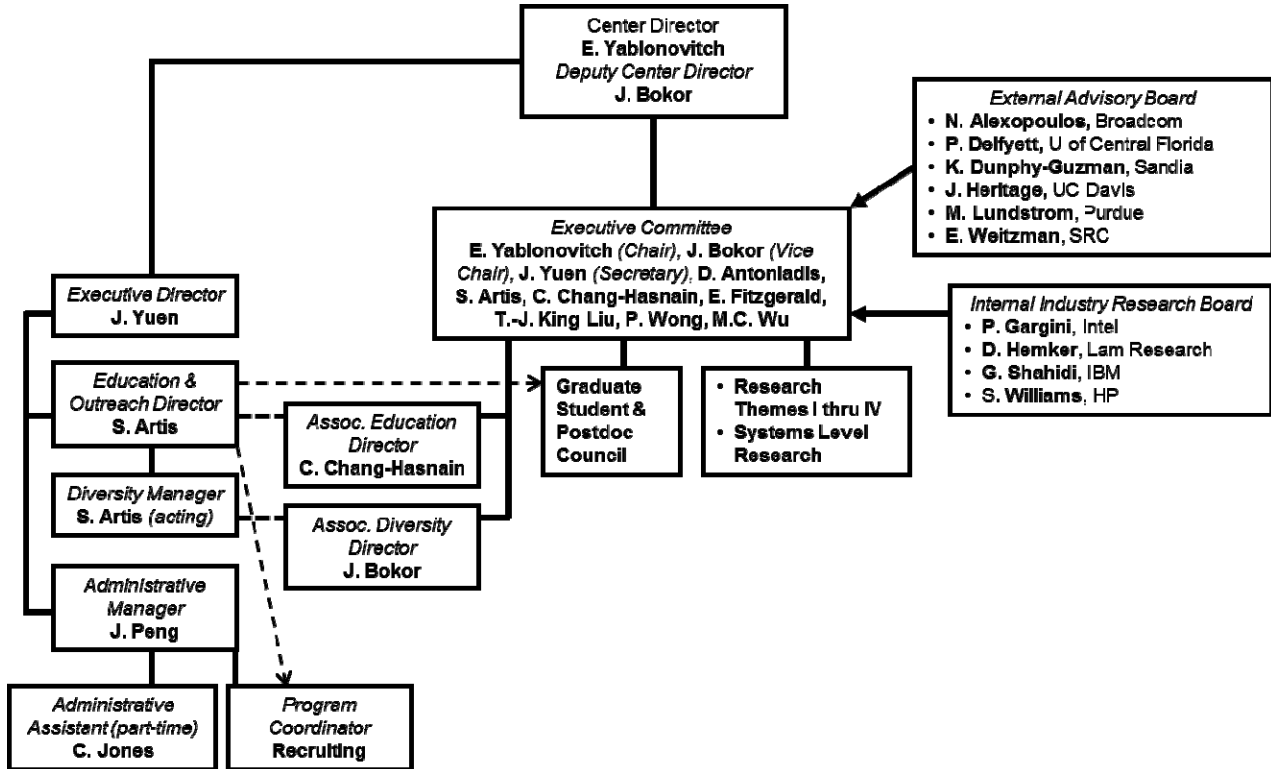 Center Director
E. Yablonovitch
Deputy Center Director
J. Bokor
External Advisory Board
• N. Alexopoulos, Broadcom
• P. Delfyett, U of Central Florida
• K. Dunphy-Guzman, Sandia
• J. Heritage, UC Davis
• M. Lundstrom, Purdue
• E. Weitzman, SRC
Executive Committee
E. Yablonovitch (Chair), J. Bokor (Vice
Chair), J. Yuen (Secretary), D. Antoniadis,
S. Artis, C. Chang-Hasnain, E. Fitzgerald,
T.-J. King Liu, P. Wong, M.C. Wu
Internal Industry Research Board
• P. Gargini, Intel
• D. Hemker, Lam Research
• G. Shahidi, IBM
• S. Williams, HP
Executive Director
J. Yuen
Education &
Outreach Director
S. Artis
Assoc. Education
Director
C. Chang-Hasnain
Graduate
Student &
Postdoc
Council
• Research
Themes I thru IV
• Systems Level
Research
Diversity Manager
S. Artis (acting)
Assoc. Diversity
Director
J. Bokor
Administrative
Manager
J. Peng
Administrative
Assistant (part-time)
C. Jones
Program
Coordinator
Recruiting